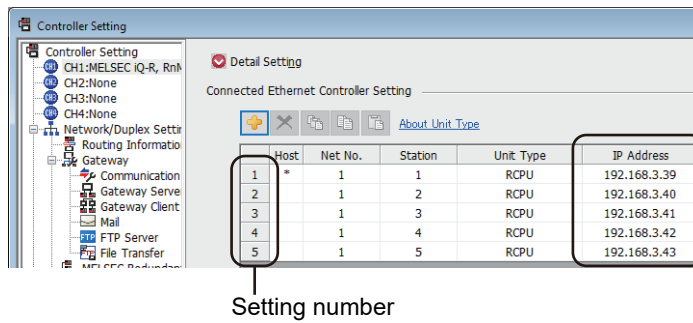 Controller Setting
Controller Setting
CH1:MELSEC iQ-R, RnM
CH2:None
CH3:None
CH4:None
Network/Duplex Settin
Routing Informatio
Gateway
Communication
Gateway Serve
Gateway Client
Mail
FTP Server
File Transfer
MELSEC Redundan
Detail Setting
Connected Ethernet Controller Setting
About Unit Type
Host Net No. Station Unit Type IP Address
1 * 1 1 RCPU 192.168.3.39
2 1 2 RCPU 192.168.3.40
3 1 3 RCPU 192.168.3.41
4 1 4 RCPU 192.168.3.42
5 1 5 RCPU 192.168.3.43
Setting number